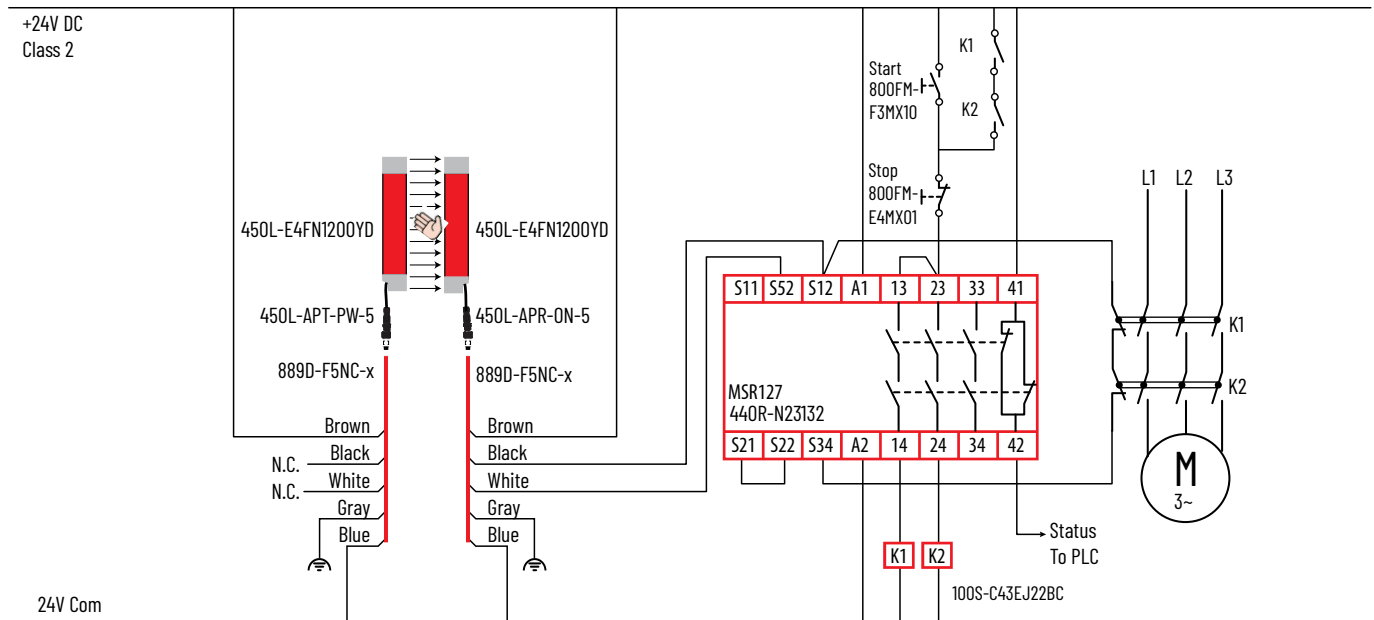 +24V DC
Class 2
K1
Start
800FM-
F3MX10
K2
Stop
800FM-
E4MX01
L1 L2 L3
450L-E4FN1200YD
450L-E4FN1200YD
S11 S52 S12 A1 13 23 33 41
450L-APT-PW-5
450L-APR-ON-5
K1
889D-F5NC-x
889D-F5NC-x
K2
MSR127
440R-N23132
Brown
Brown
S21 S22 S34 A2 14 24 34 42
Black
Black
N.C.
White
White
N.C.
M
3~
Gray
Gray
Blue
Blue
Status
To PLC
K1 K2
100S-C43EJ22BC
24V Com